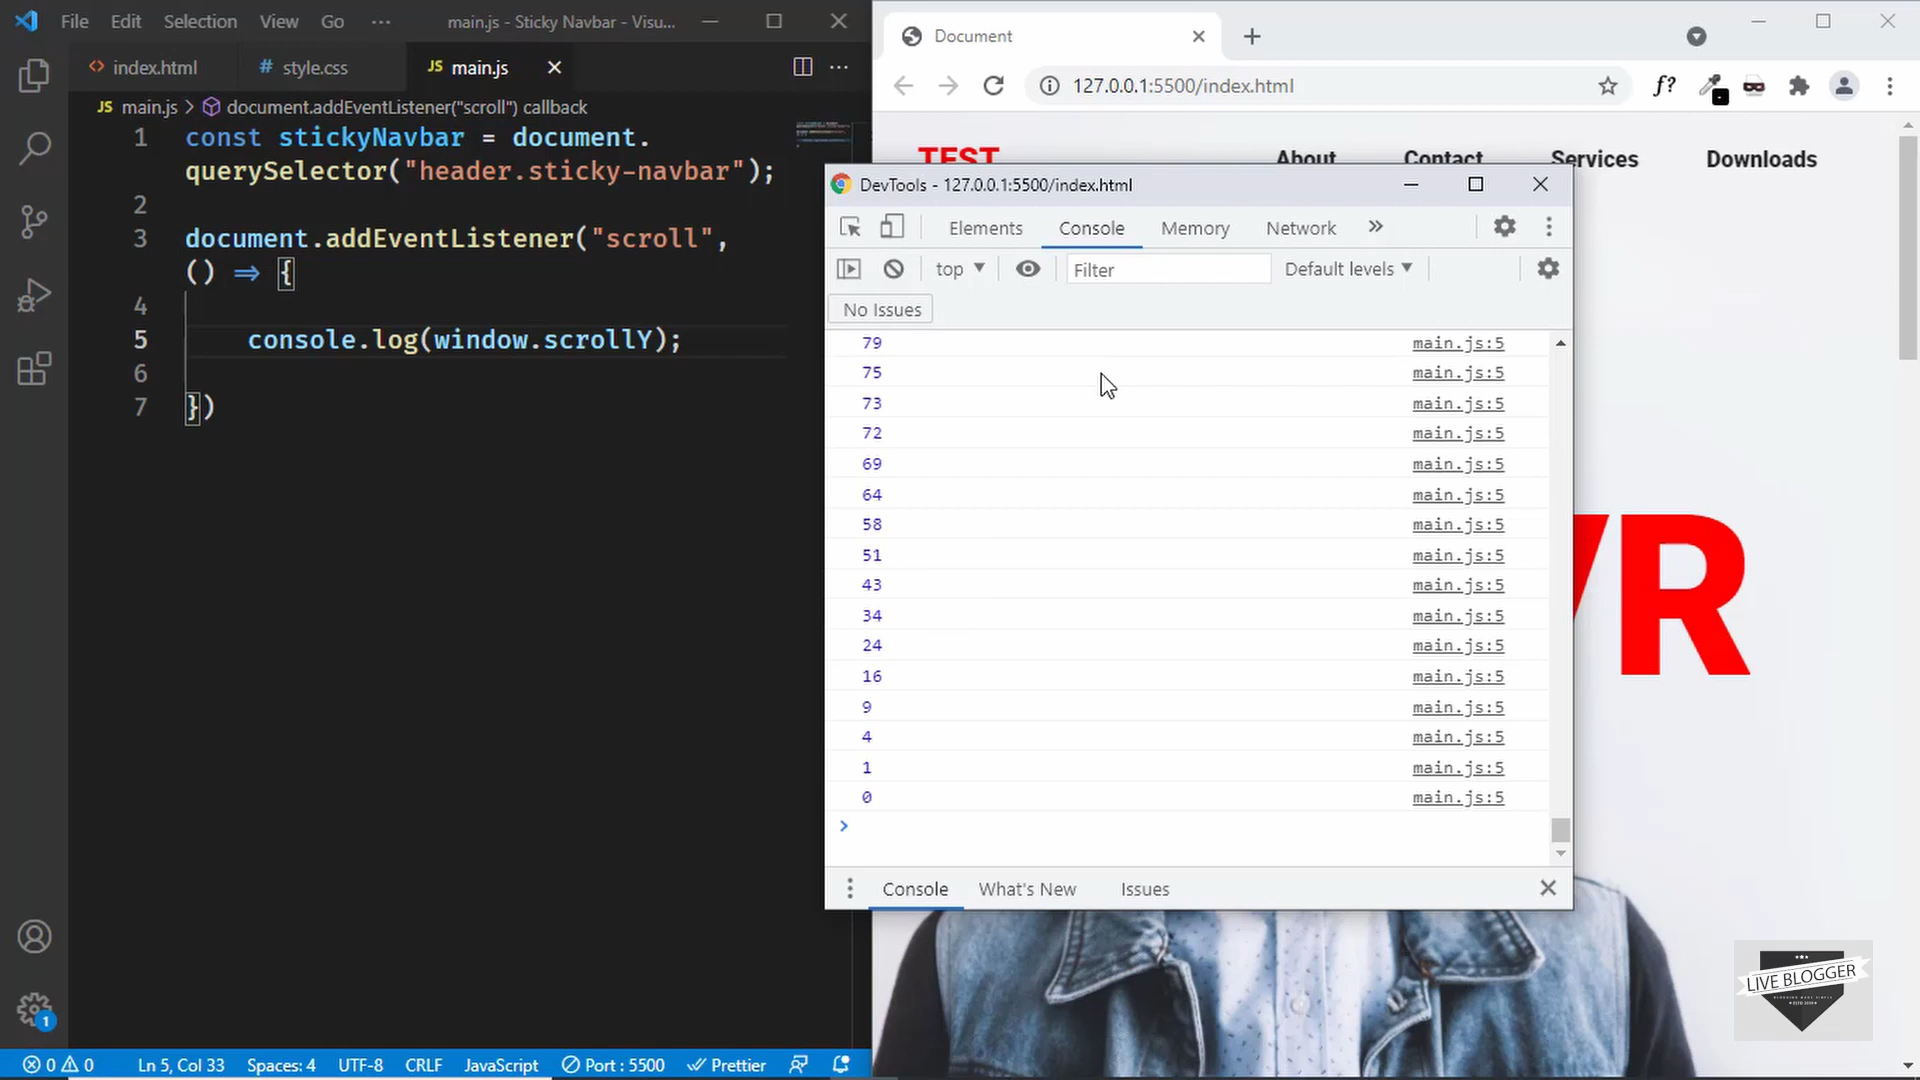 File Edit Selection View Go ··· main.js - Sticky Navbar - Visu...
index.html
style.css
JS main.js
JS main.js > document.addEventListener("scroll") callback
1 const stickyNavbar = document.
querySelector("header.sticky-navbar");
2
3 document.addEventListener("scroll",
() => {
4
5 console.log(window.scrollY);
6
7 })
1
0 0 Ln 5, Col 33 Spaces: 4 UTF-8 CRLF JavaScript Port : 5500 Prettier
Document
127.0.0.1:5500/index.html
f?
TEST About Contact Services Downloads
DevTools - 127.0.0.1:5500/index.html
Elements Console Memory Network »
top Filter Default levels
No Issues
79 main.js:5
75 main.js:5
73 main.js:5
72 main.js:5
69 main.js:5
64 main.js:5
58 main.js:5
51 main.js:5
43 main.js:5
34 main.js:5
24 main.js:5
16 main.js:5
9 main.js:5
4 main.js:5
1 main.js:5
0 main.js:5
>
Console What's New Issues
R
LIVE BLOGGER